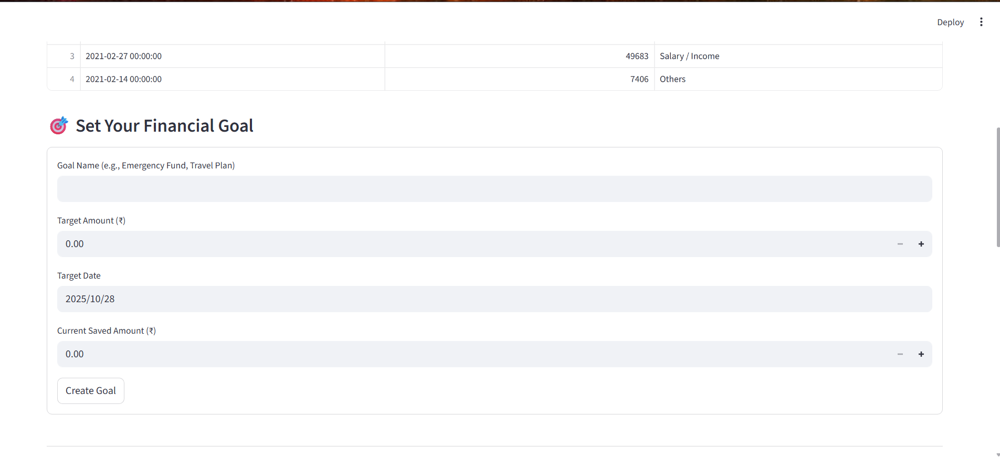 Deploy
3 2021-02-27 00:00:00 49683 Salary / Income
4 2021-02-14 00:00:00 7406 Others
Set Your Financial Goal
Goal Name (e.g., Emergency Fund, Travel Plan)
Target Amount (₹)
0.00
Target Date
2025/10/28
Current Saved Amount (₹)
0.00
Create Goal